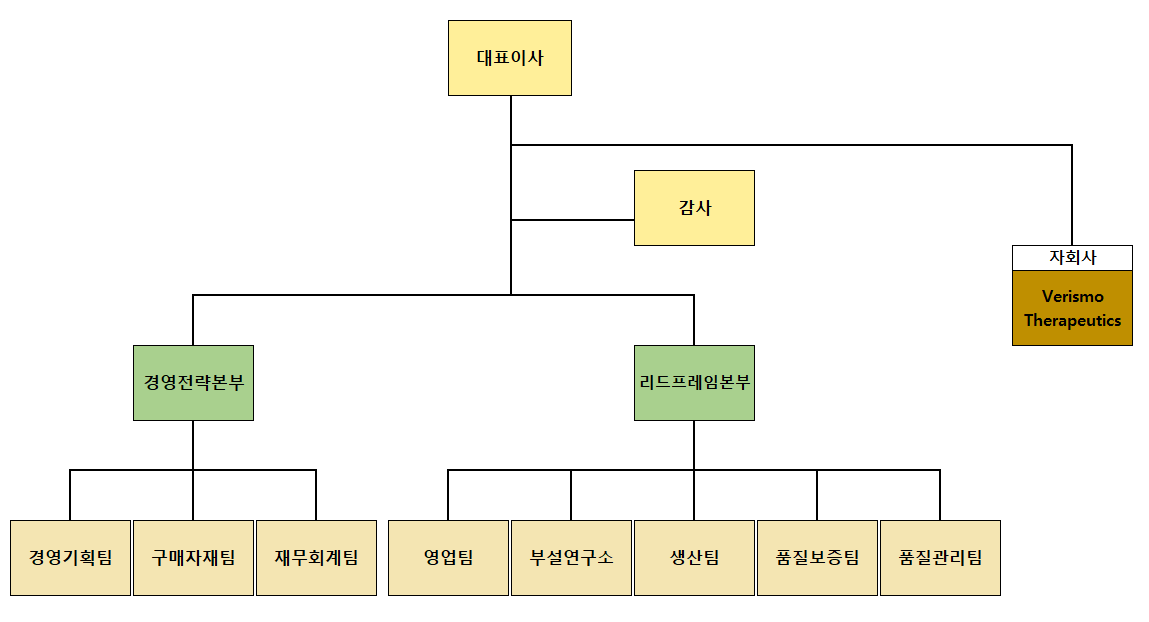 대표이사
감사
자회사
Verismo
Therapeutics
경영전략본부
리드프레임본부
경영기획팀
구매자재팀
재무회계팀
영업팀
부설연구소
생산팀
품질보증팀
품질관리팀